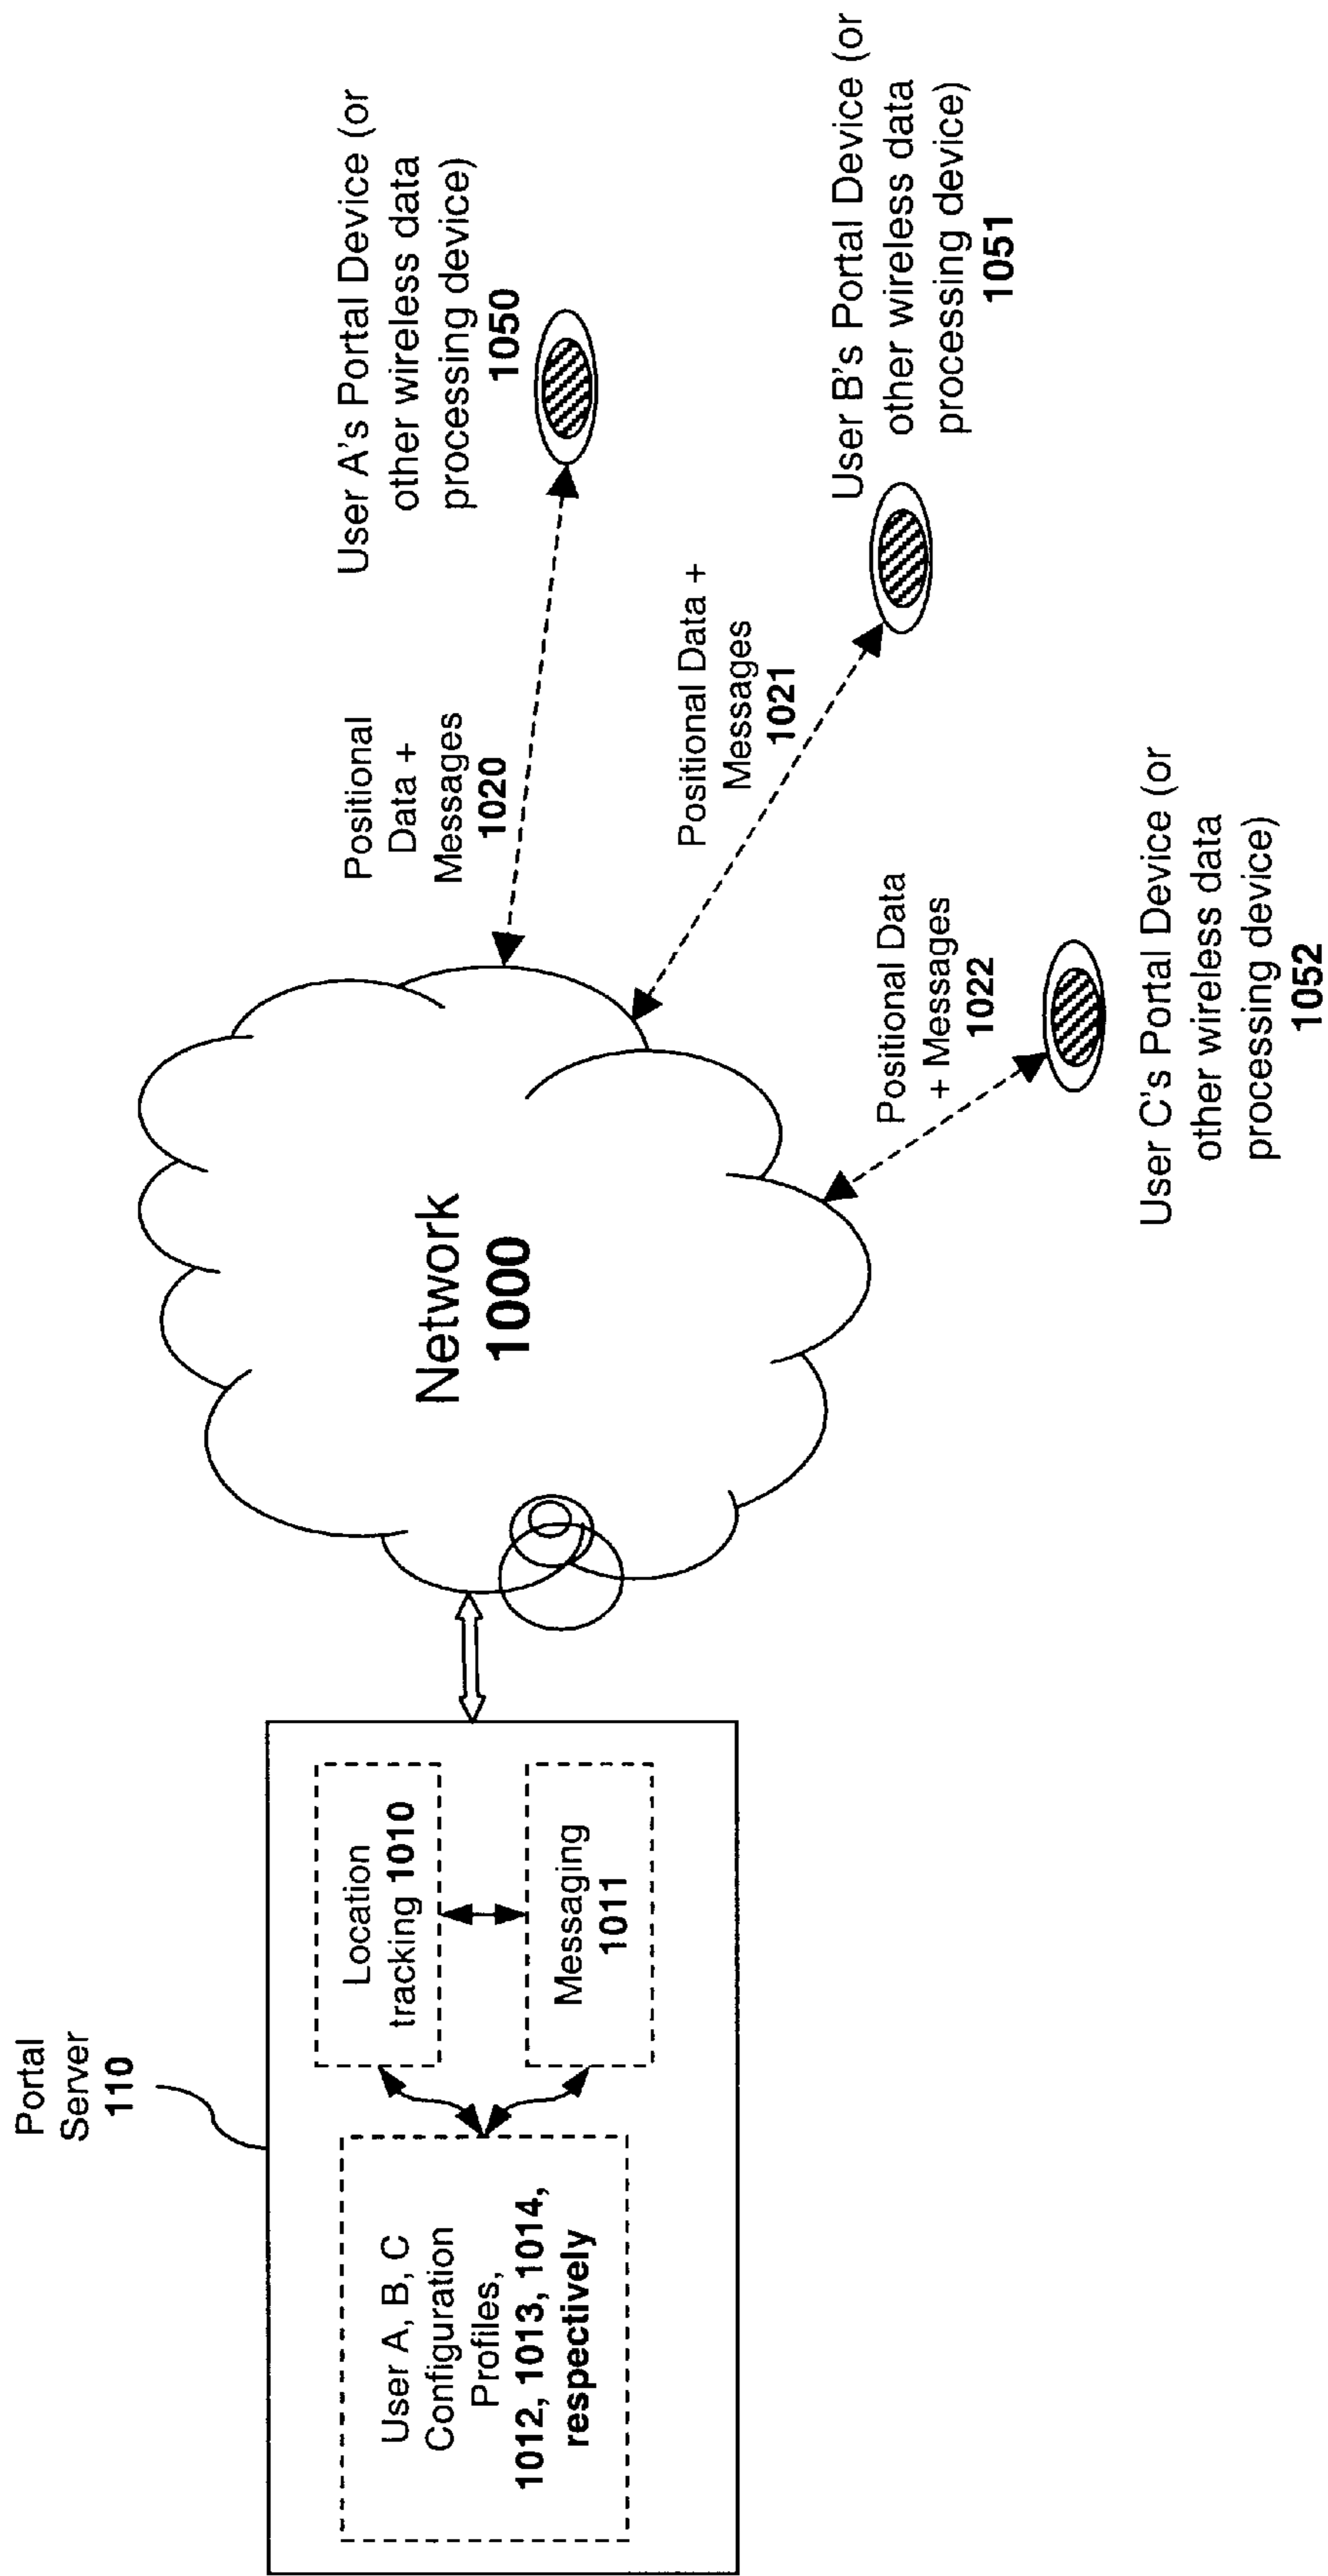 Portal
Server
110
User A, B, C
Configuration
Profiles,
1012, 1013, 1014,
respectively
Location
tracking 1010
Messaging
1011
Network
1000
Positional
Data +
Messages
1020
User A's Portal Device (or
other wireless data
processing device)
1050
Positional Data +
Messages
1021
User B's Portal Device (or
other wireless data
processing device)
1051
Positional Data
+ Messages
1022
User C's Portal Device (or
other wireless data
processing device)
1052